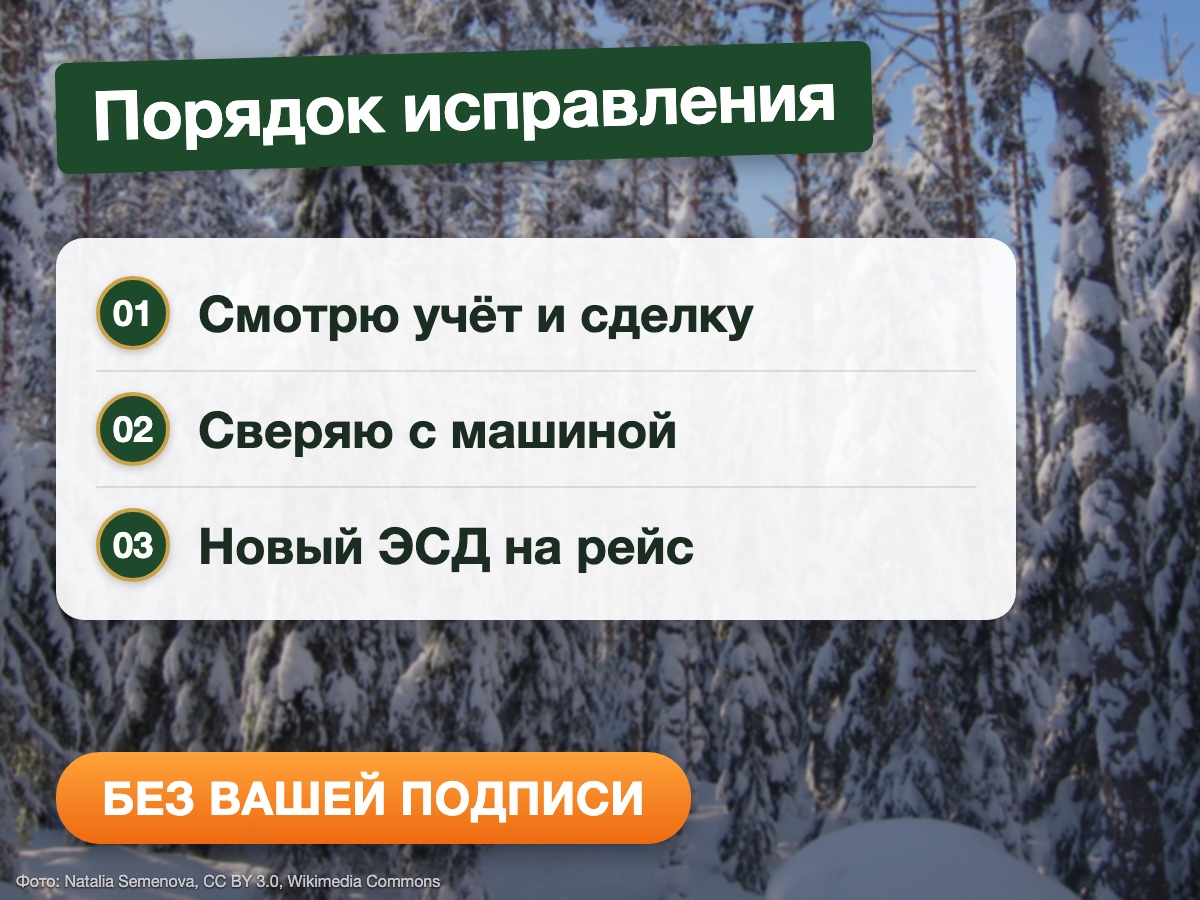 Порядок исправления
01 Смотрю учёт и сделку
02 Сверяю с машиной
03 Новый ЭСД на рейс
БЕЗ ВАШЕЙ ПОДПИСИ
Фото: Natalia Semenova, CC BY 3.0, Wikimedia Commons